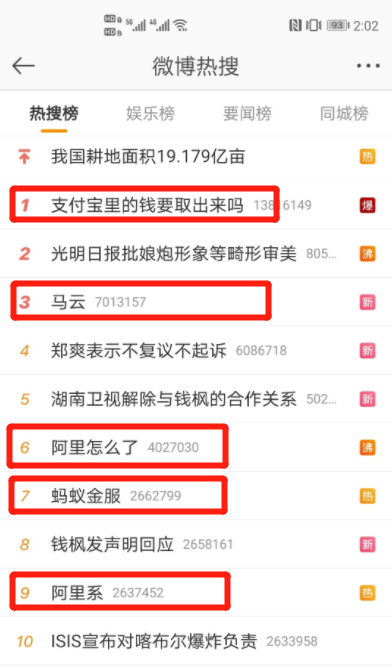 HD 5G 4G HD 93 2:02
微博热搜
热搜榜 娱乐榜 要闻榜 同城榜
我国耕地面积19.179亿亩 热
1 支付宝里的钱要取出来吗 爆
2 光明日报批娘炮形象等畸形审美 805... 沸
3 马云 7013157 新
4 郑爽表示不复议不起诉 6086718 新
5 湖南卫视解除与钱枫的合作关系 502... 新
6 阿里怎么了 4027030 沸
7 蚂蚁金服 2662799 热
8 钱枫发声明回应 2658161 新
9 阿里系 2637452 热
10 ISIS宣布对喀布尔爆炸负责 2633958